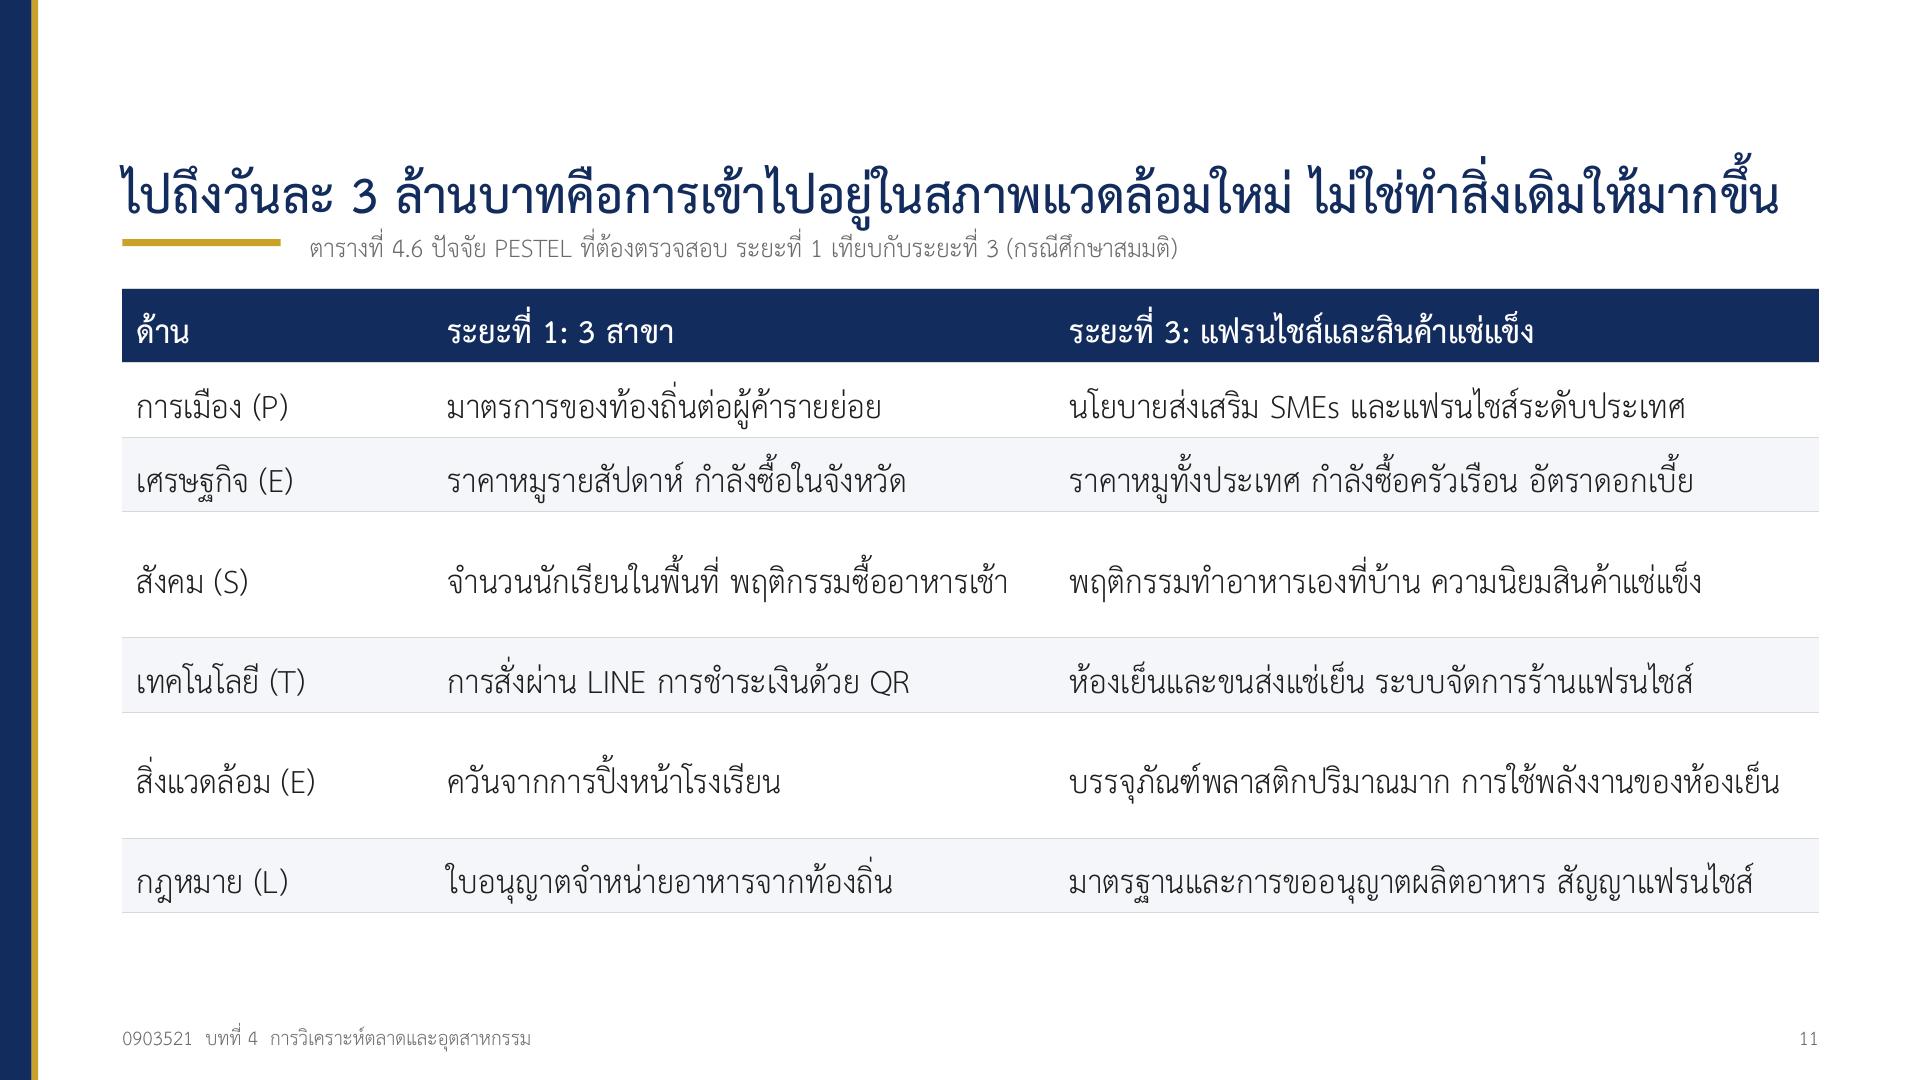 ไปถึงวันละ 3 ล้านบาทคือการเข้าไปอยู่ในสภาพแวดล้อมใหม่ ไม่ใช่ทำสิ่งเดิมให้มากขึ้น
ตารางที่ 4.6 ปัจจัย PESTEL ที่ต้องตรวจสอบ ระยะที่ 1 เทียบกับระยะที่ 3 (กรณีศึกษาสมมติ)
ด้าน ระยะที่ 1: 3 สาขา ระยะที่ 3: แฟรนไชส์และสินค้าแช่แข็ง
การเมือง (P) มาตรการของท้องถิ่นต่อผู้ค้ารายย่อย นโยบายส่งเสริม SMEs และแฟรนไชส์ระดับประเทศ
เศรษฐกิจ (E) ราคาหมูรายสัปดาห์ กำลังซื้อในจังหวัด ราคาหมูทั้งประเทศ กำลังซื้อครัวเรือน อัตราดอกเบี้ย
สังคม (S) จำนวนนักเรียนในพื้นที่ พฤติกรรมซื้ออาหารเช้า พฤติกรรมทำอาหารเองที่บ้าน ความนิยมสินค้าแช่แข็ง
เทคโนโลยี (T) การสั่งผ่าน LINE การชำระเงินด้วย QR ห้องเย็นและขนส่งแช่เย็น ระบบจัดการร้านแฟรนไชส์
สิ่งแวดล้อม (E) ควันจากการปิ้งหน้าโรงเรียน บรรจุภัณฑ์พลาสติกปริมาณมาก การใช้พลังงานของห้องเย็น
กฎหมาย (L) ใบอนุญาตจำหน่ายอาหารจากท้องถิ่น มาตรฐานและการขออนุญาตผลิตอาหาร สัญญาแฟรนไชส์
0903521 บทที่ 4 การวิเคราะห์ตลาดและอุตสาหกรรม 11